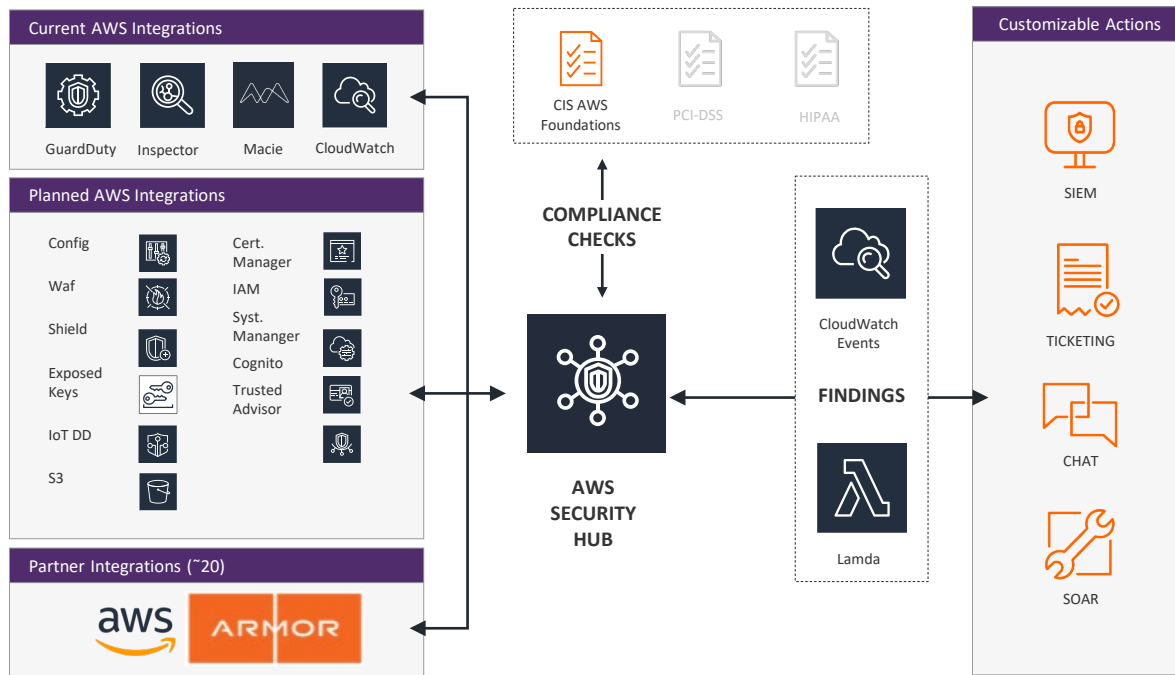 Current AWS Integrations
GuardDuty
Inspector
Macie
CloudWatch
Planned AWS Integrations
Config
Waf
Shield
Exposed
Keys
IoT DD
S3
Cert.
Manager
IAM
Syst.
Mananger
Cognito
Trusted
Advisor
Partner Integrations (~20)
aws
ARMOR
CIS AWS
Foundations
PCI-DSS
HIPAA
COMPLIANCE
CHECKS
AWS
SECURITY
HUB
CloudWatch
Events
FINDINGS
Lamda
Customizable Actions
SIEM
TICKETING
CHAT
SOAR